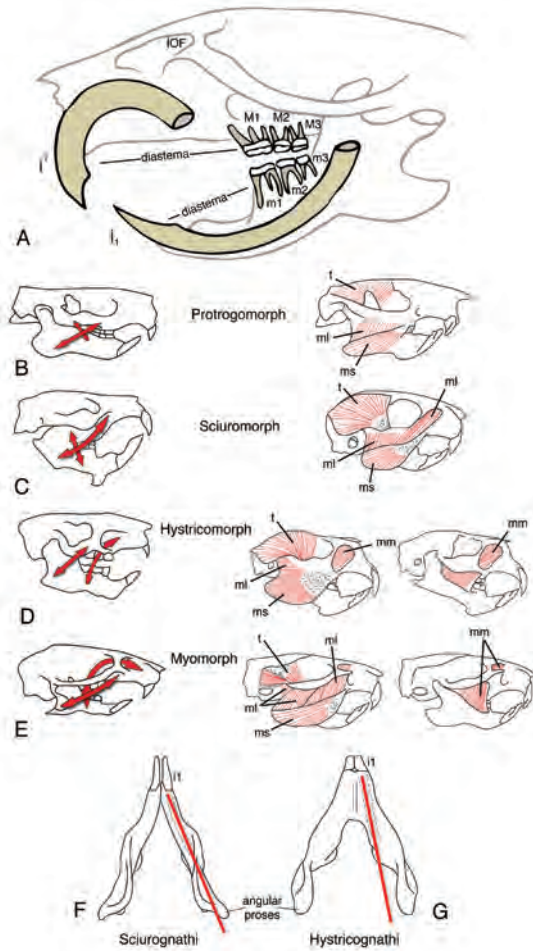 IOF
M1 M2 M3
diastema
i¹
m3
diastema
m2
m1
A i₁
t
Protrogomorph
ml
ms
B
t ml
Sciuromorph
ml
ms
C
Hystricomorph t
mm mm
ml
ms
D
Myomorph t ml mm
ml
ms
E
i1 i1
F angular G
proses
Sciurognathi Hystricognathi